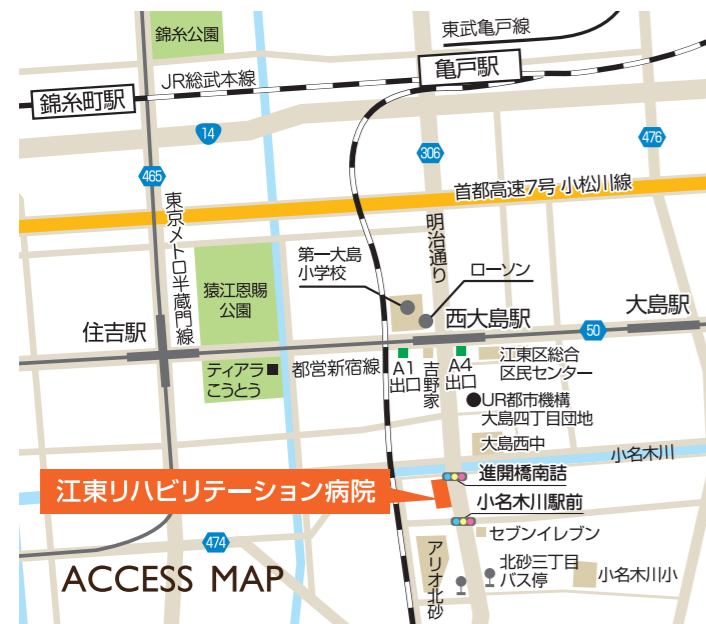 錦糸公園
東武亀戸線
亀戸駅
JR総武本線
錦糸町駅
14
306
476
465
首都高速7号 小松川線
東京メトロ半蔵門線
明治通り
第一大島
小学校
ローソン
猿江恩賜
公園
西大島駅
大島駅
住吉駅
50
ティアラ
こうとう
都営新宿線
A1
出口
吉野家
A4
出口
江東区総合
区民センター
UR都市機構
大島四丁目団地
大島西中
小名木川
進開橋南詰
江東リハビリテーション病院
小名木川駅前
セブンイレブン
474
アリオ北砂
北砂三丁目
バス停
小名木川小
ACCESS MAP